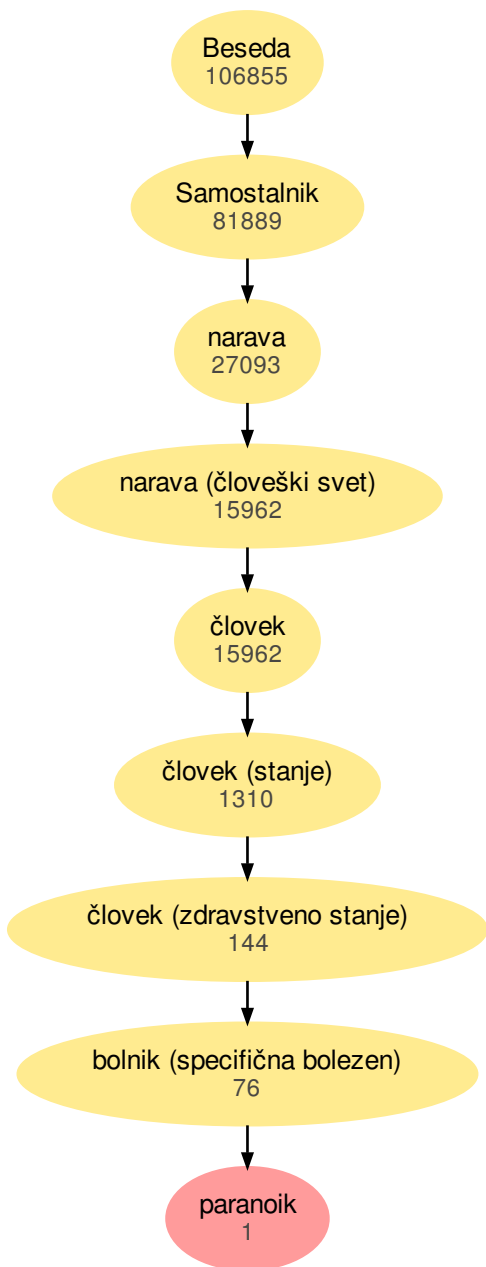 Beseda
106855
Samostalnik
81889
narava
27093
narava (človeški svet)
15962
človek
15962
človek (stanje)
1310
človek (zdravstveno stanje)
144
bolnik (specifična bolezen)
76
paranoik
1